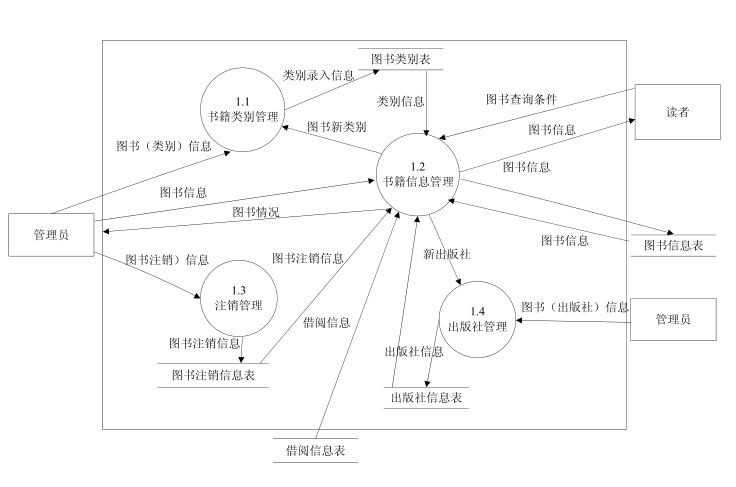 图书类别表
类别录入信息
1.1
书籍类别管理
类别信息
图书查询条件
读者
图书新类别
图书信息
图书（类别）信息
1.2
书籍信息管理
图书信息
图书信息
图书情况
管理员
图书信息
图书信息表
图书注销）信息
图书注销信息
新出版社
1.3
注销管理
图书（出版社）信息
1.4
出版社管理
管理员
借阅信息
图书注销信息
出版社信息
图书注销信息表
出版社信息表
借阅信息表